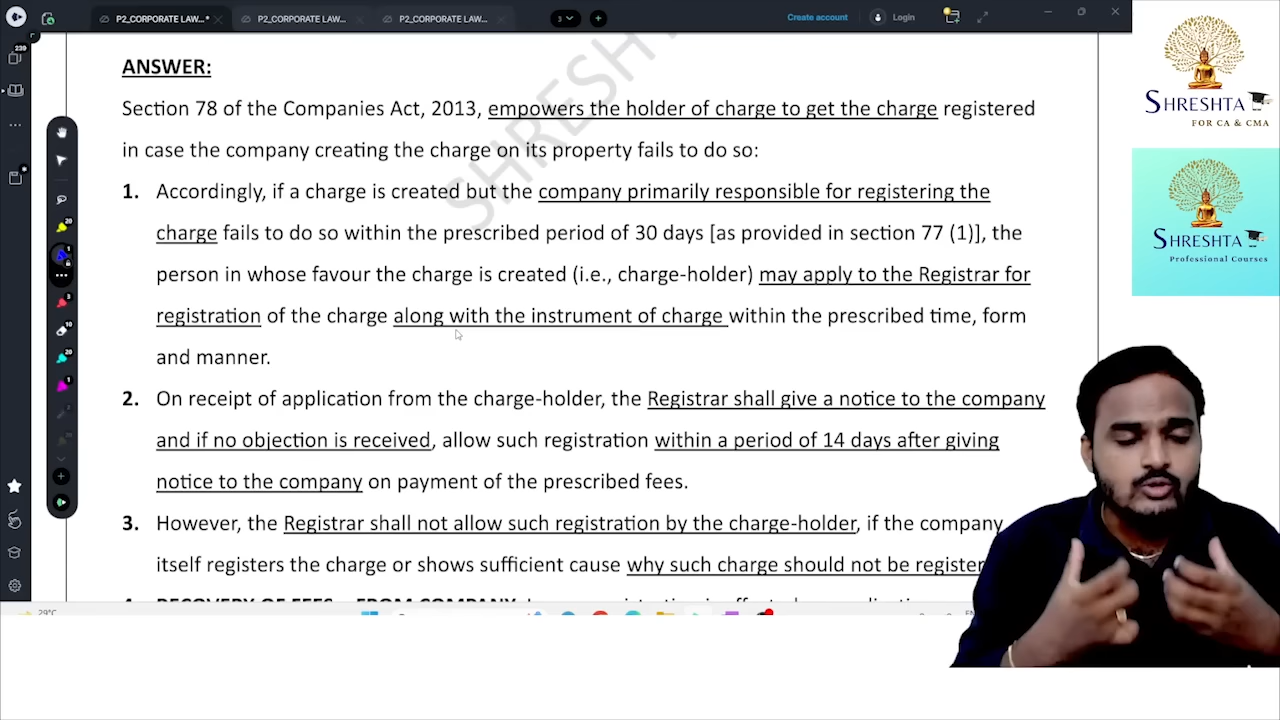 P2_CORPORATE LAW...*
P2_CORPORATE LAW...
P2_CORPORATE LAW...
3
Create account
Login
239
ANSWER:
Section 78 of the Companies Act, 2013, empowers the holder of charge to get the charge registered
in case the company creating the charge on its property fails to do so:
1. Accordingly, if a charge is created but the company primarily responsible for registering the
charge fails to do so within the prescribed period of 30 days [as provided in section 77 (1)], the
person in whose favour the charge is created (i.e., charge-holder) may apply to the Registrar for
registration of the charge along with the instrument of charge within the prescribed time, form
and manner.
2. On receipt of application from the charge-holder, the Registrar shall give a notice to the company
and if no objection is received, allow such registration within a period of 14 days after giving
notice to the company on payment of the prescribed fees.
3. However, the Registrar shall not allow such registration by the charge-holder, if the company
itself registers the charge or shows sufficient cause why such charge should not be register
29°C
SHRESHTA
FOR CA & CMA
SHRESHTA
Professional Courses